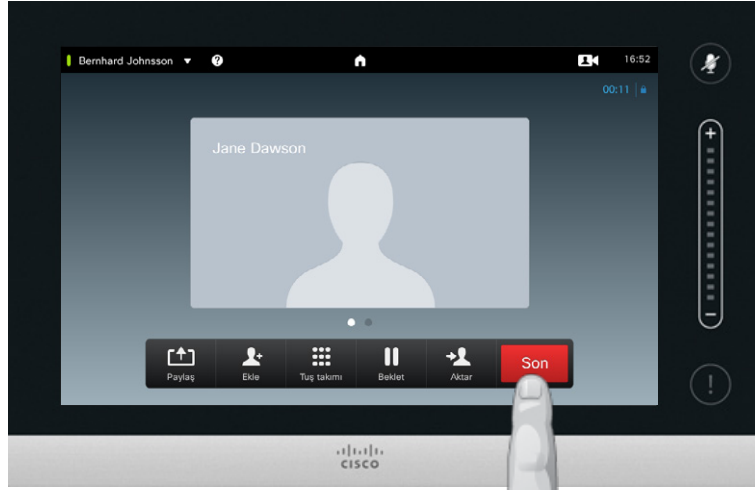 Bernhard Johnsson
?
16:52
00:11
Jane Dawson
Paylaş
Ekle
Tuş takımı
Beklet
Aktar
Son
+
−
!
CISCO